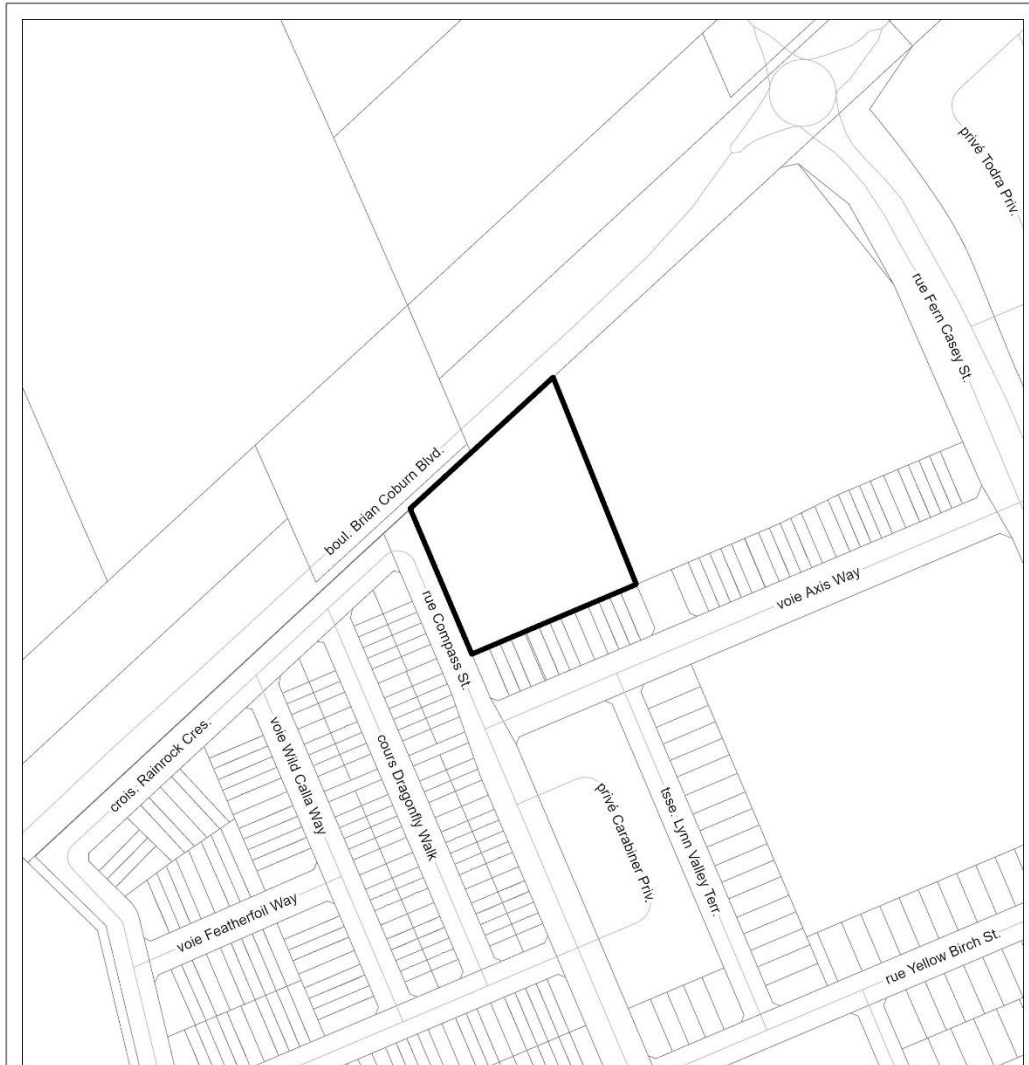 privé Todra Priv.
rue Fern Casey St.
boul. Brian Coburn Blvd.
voie Axis Way
rue Compass St.
crois. Rainrock Cres.
voie Wild Calla Way
cours Dragonfly Walk
privé Carabiner Priv.
tsse. Lynn Valley Terr.
voie Featherfoil Way
rue Yellow Birch St.